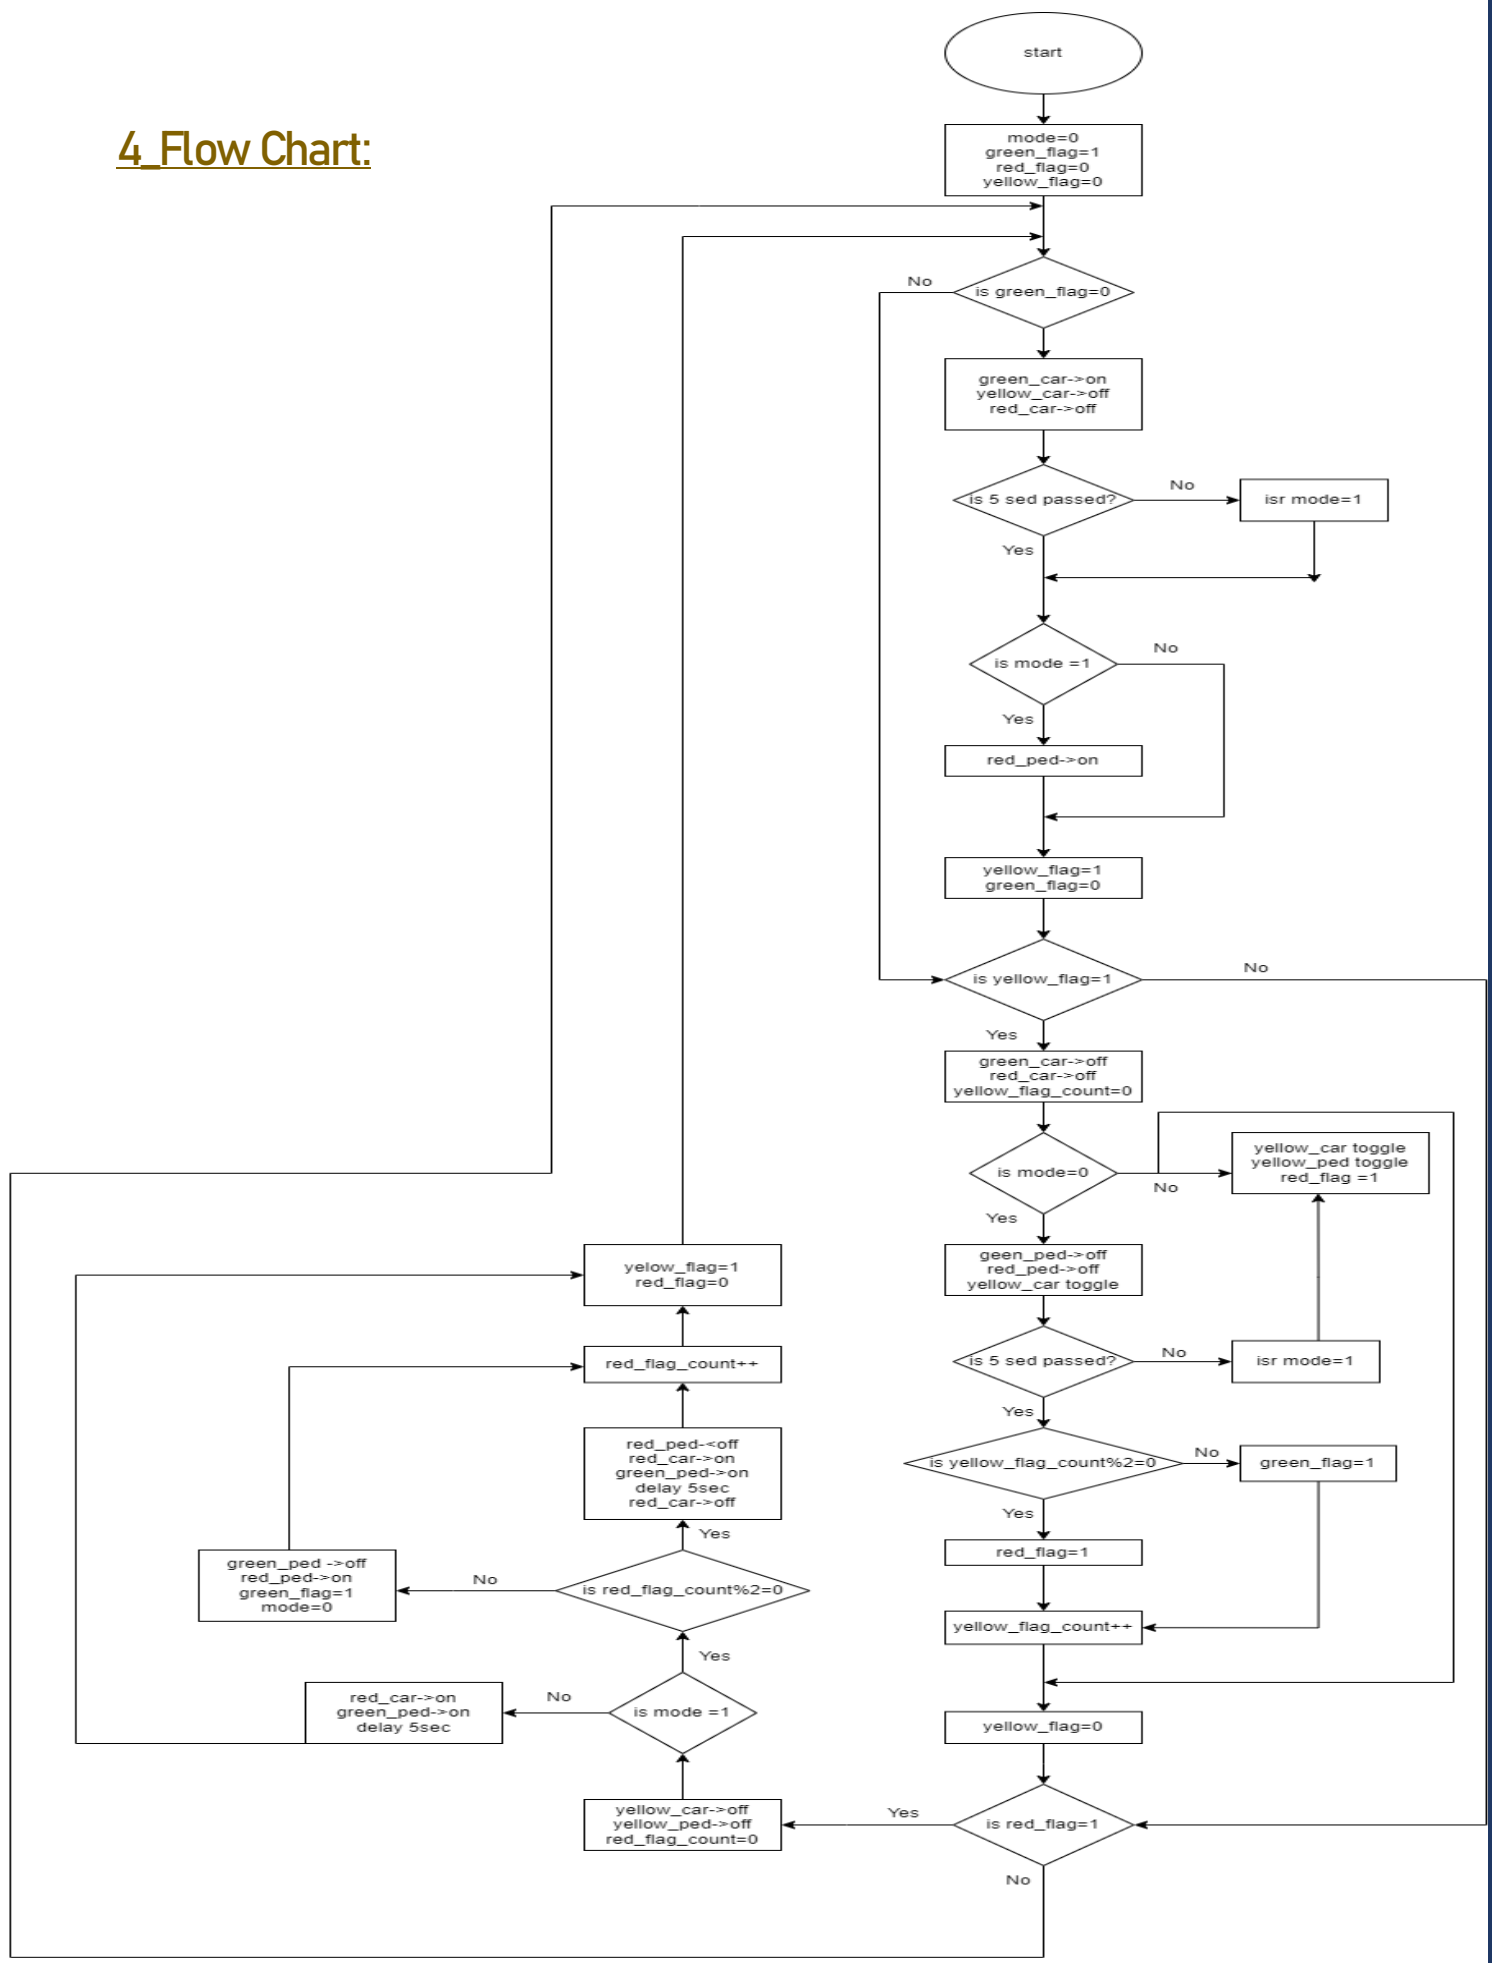 4_Flow Chart:
start
mode=0
green_flag=1
red_flag=0
yellow_flag=0
No
is green_flag=0
green_car->on
yellow_car->off
red_car->off
is 5 sed passed?
No
isr mode=1
Yes
is mode =1
No
Yes
red_ped->on
yellow_flag=1
green_flag=0
is yellow_flag=1
No
Yes
green_car->off
red_car->off
yellow_flag_count=0
is mode=0
No
yellow_car toggle
yellow_ped toggle
red_flag =1
Yes
geen_ped->off
red_ped->off
yellow_car toggle
is 5 sed passed?
No
isr mode=1
Yes
is yellow_flag_count%2=0
No
green_flag=1
Yes
red_flag=1
yellow_flag_count++
yellow_flag=0
is red_flag=1
Yes
No
yellow_car->off
yellow_ped->off
red_flag_count=0
is mode =1
No
red_car->on
green_ped->on
delay 5sec
Yes
is red_flag_count%2=0
No
green_ped ->off
red_ped->on
green_flag=1
mode=0
Yes
red_ped-<off
red_car->on
green_ped->on
delay 5sec
red_car->off
red_flag_count++
yelow_flag=1
red_flag=0